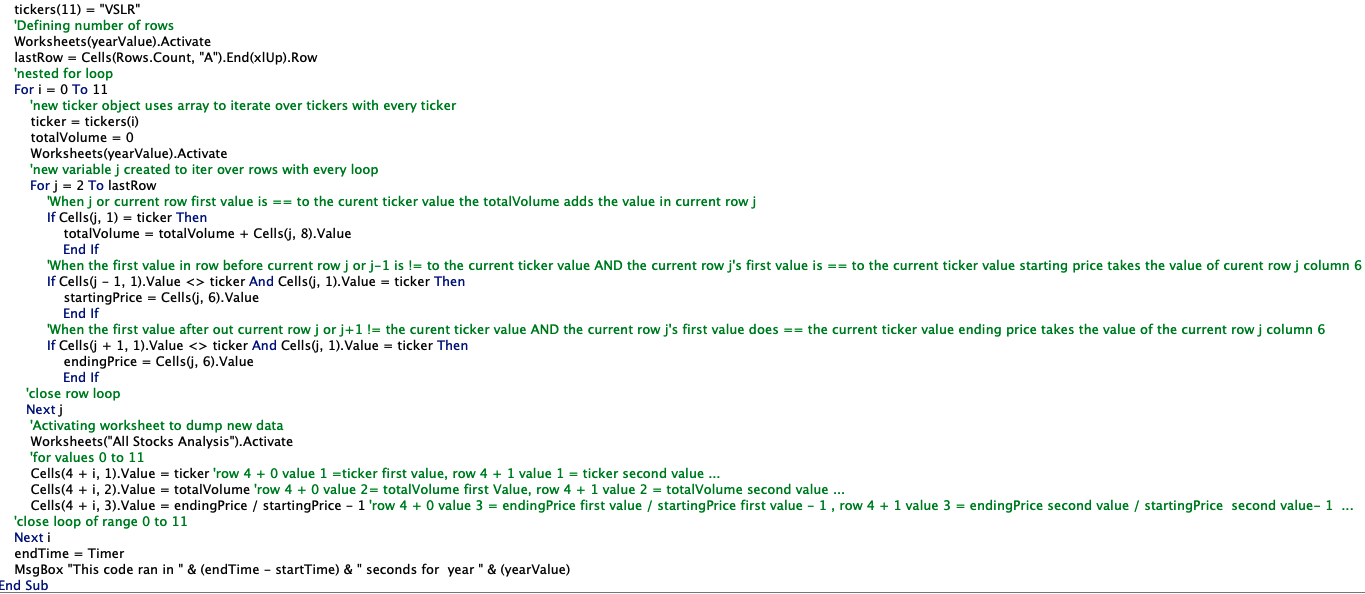 tickers(11) = "VSLR"
'Defining number of rows
Worksheets(yearValue).Activate
lastRow = Cells(Rows.Count, "A").End(xlUp).Row
'nested for loop
For i = 0 To 11
'new ticker object uses array to iterate over tickers with every ticker
ticker = tickers(i)
totalVolume = 0
Worksheets(yearValue).Activate
'new variable j created to iter over rows with every loop
For j = 2 To lastRow
'When j or current row first value is == to the curent ticker value the totalVolume adds the value in current row j
If Cells(j, 1) = ticker Then
totalVolume = totalVolume + Cells(j, 8).Value
End If
'When the first value in row before current row j or j-1 is != to the current ticker value AND the current row j's first value is == to the current ticker value starting price takes the value of curent row j column 6
If Cells(j - 1, 1).Value <> ticker And Cells(j, 1).Value = ticker Then
startingPrice = Cells(j, 6).Value
End If
'When the first value after out current row j or j+1 != the curent ticker value AND the current row j's first value does == the current ticker value ending price takes the value of the current row j column 6
If Cells(j + 1, 1).Value <> ticker And Cells(j, 1).Value = ticker Then
endingPrice = Cells(j, 6).Value
End If
'close row loop
Next j
'Activating worksheet to dump new data
Worksheets("All Stocks Analysis").Activate
'for values 0 to 11
Cells(4 + i, 1).Value = ticker 'row 4 + 0 value 1 =ticker first value, row 4 + 1 value 1 = ticker second value ...
Cells(4 + i, 2).Value = totalVolume 'row 4 + 0 value 2= totalVolume first Value, row 4 + 1 value 2 = totalVolume second value ...
Cells(4 + i, 3).Value = endingPrice / startingPrice - 1 'row 4 + 0 value 3 = endingPrice first value / startingPrice first value - 1 , row 4 + 1 value 3 = endingPrice second value / startingPrice  second value- 1  ...
'close loop of range 0 to 11
Next i
endTime = Timer
MsgBox "This code ran in " & (endTime - startTime) & " seconds for  year " & (yearValue)
End Sub